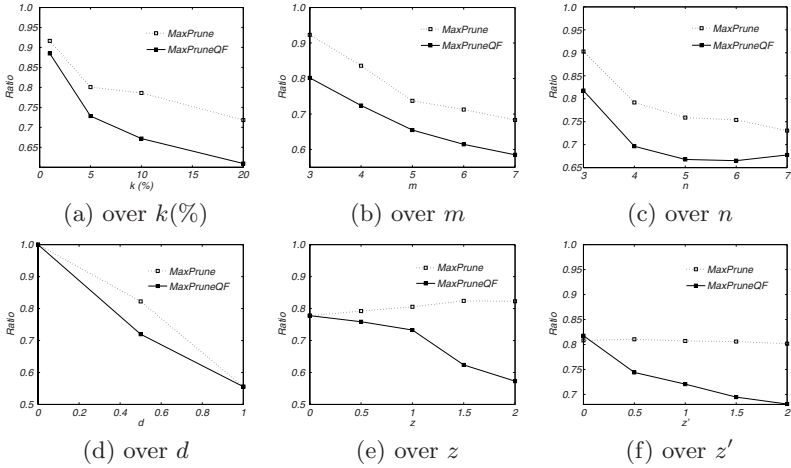 1.0
0.95
0.9
0.85
0.8
0.75
0.7
0.65
Ratio
MaxPrune
MaxPruneQF
0 5 10 15 20
k (%)
(a) over k(%)
1.0
0.9
0.8
0.7
0.6
Ratio
MaxPrune
MaxPruneQF
3 4 5 6 7
m
(b) over m
1.0
0.95
0.9
0.85
0.8
0.75
0.7
0.65
Ratio
MaxPrune
MaxPruneQF
3 4 5 6 7
n
(c) over n
1.0
0.9
0.8
0.7
0.6
0.5
Ratio
MaxPrune
MaxPruneQF
0 0.2 0.4 0.6 0.8 1
d
(d) over d
1.0
0.9
0.8
0.7
0.6
0.5
Ratio
MaxPrune
MaxPruneQF
0 0.5 1 1.5 2
z
(e) over z
1.0
0.95
0.9
0.85
0.8
0.75
0.7
Ratio
MaxPrune
MaxPruneQF
0 0.5 1 1.5 2
z'
(f) over z′